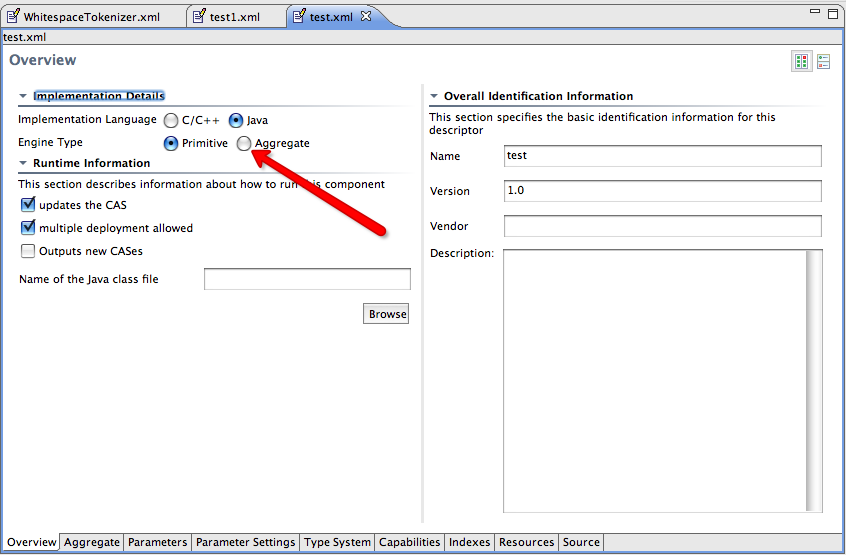 WhitespaceTokenizer.xml
test1.xml
test.xml
test.xml
Overview
Implementation Details
Implementation Language C/C++ Java
Engine Type Primitive Aggregate
Runtime Information
This section describes information about how to run this component
updates the CAS
multiple deployment allowed
Outputs new CASes
Name of the Java class file
Browse
Overall Identification Information
This section specifies the basic identification information for this
descriptor
Name test
Version 1.0
Vendor
Description:
Overview Aggregate Parameters Parameter Settings Type System Capabilities Indexes Resources Source